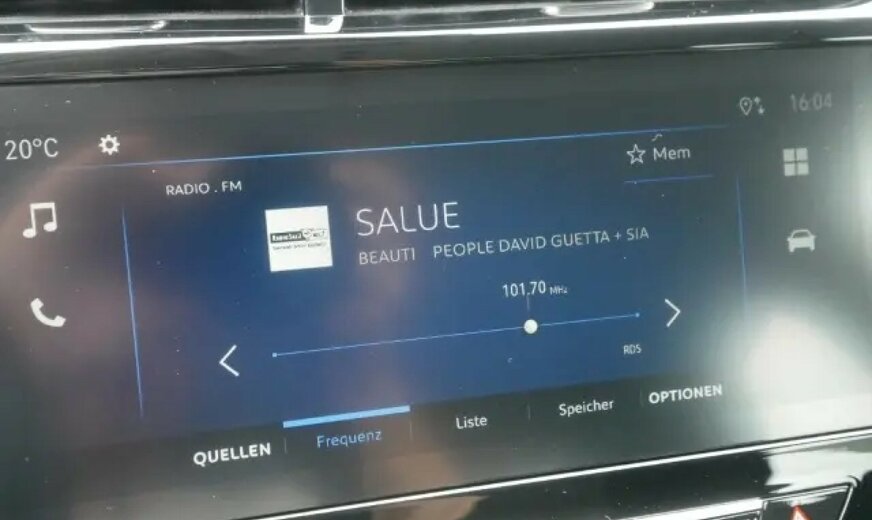 20°C
16:04
Mem
RADIO . FM
SALUE
BEAUTI PEOPLE DAVID GUETTA + SIA
101.70 MHz
RDS
QUELLEN
Frequenz
Liste
Speicher
OPTIONEN